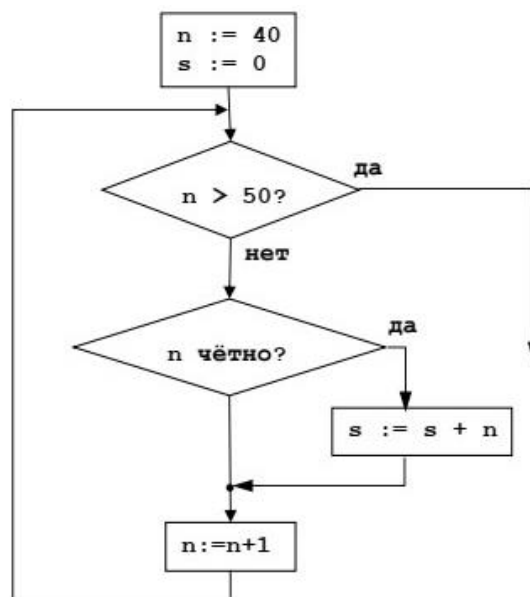 n := 40
s := 0
да
n > 50?
нет
да
n чётно?
s := s + n
n:=n+1